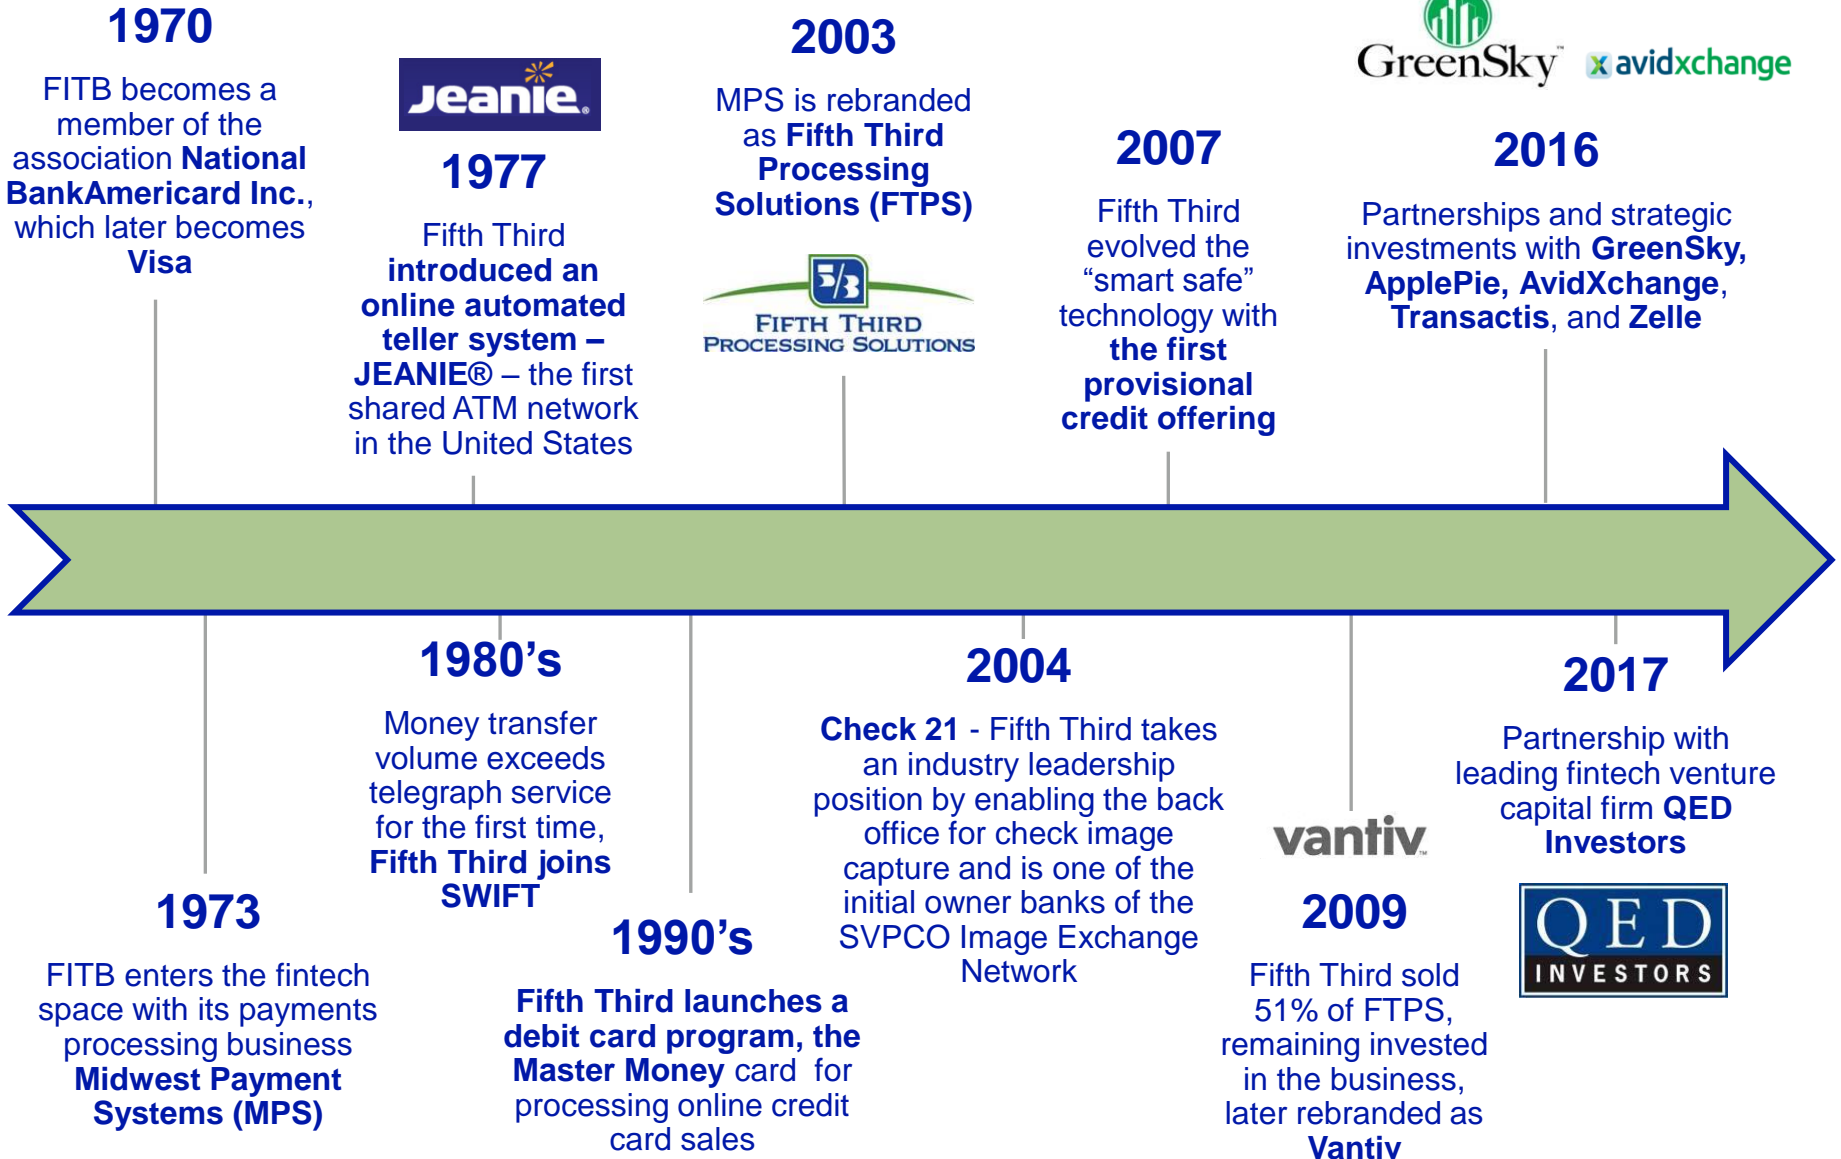 1970
FITB becomes a
member of the
association National
BankAmericard Inc.,
which later becomes
Visa
Jeanie®
1977
Fifth Third
introduced an
online automated
teller system –
JEANIE® – the first
shared ATM network
in the United States
2003
MPS is rebranded
as Fifth Third
Processing
Solutions (FTPS)
5/3
FIFTH THIRD
PROCESSING SOLUTIONS
2007
Fifth Third
evolved the
“smart safe”
technology with
the first
provisional
credit offering
GreenSky™
x avidxchange
2016
Partnerships and strategic
investments with GreenSky,
ApplePie, AvidXchange,
Transactis, and Zelle
1973
FITB enters the fintech
space with its payments
processing business
Midwest Payment
Systems (MPS)
1980’s
Money transfer
volume exceeds
telegraph service
for the first time,
Fifth Third joins
SWIFT
1990’s
Fifth Third launches a
debit card program, the
Master Money card for
processing online credit
card sales
2004
Check 21 - Fifth Third takes
an industry leadership
position by enabling the back
office for check image
capture and is one of the
initial owner banks of the
SVPCO Image Exchange
Network
vantiv™
2009
Fifth Third sold
51% of FTPS,
remaining invested
in the business,
later rebranded as
Vantiv
2017
Partnership with
leading fintech venture
capital firm QED
Investors
QED
INVESTORS